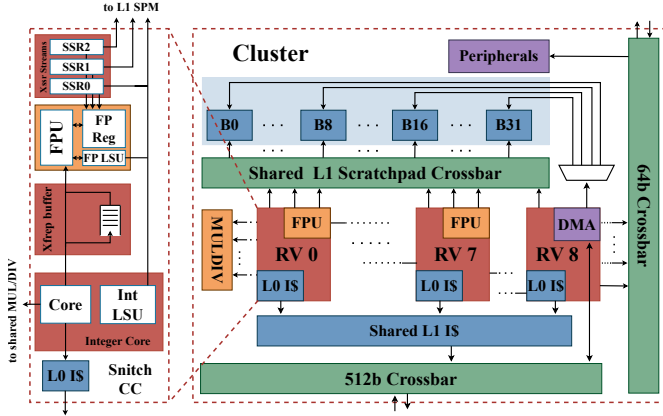 to L1 SPM
SSR2
SSR1
SSR0
Xssr Streams
FPU
FP
Reg
FP LSU
Xfrep buffer
to shared MUL/DIV
Core
Int
LSU
Integer Core
L0 I$
Snitch
CC
Cluster
Peripherals
B0
B8
B16
B31
Shared L1 Scratchpad Crossbar
64b Crossbar
MULDIV
FPU
RV 0
L0 I$
FPU
RV 7
L0 I$
DMA
RV 8
L0 I$
Shared L1 I$
512b Crossbar